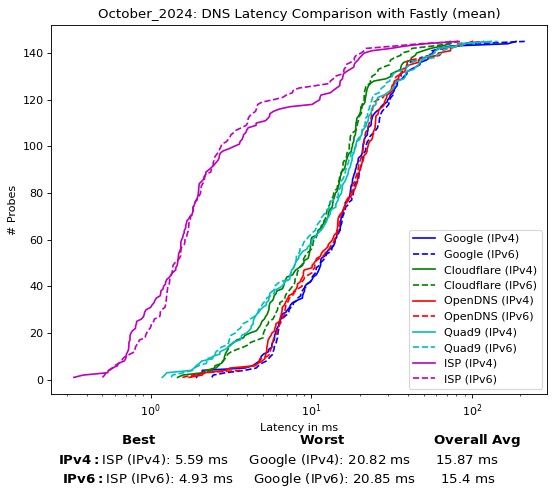 October_2024: DNS Latency Comparison with Fastly (mean)
140
120
100
80
60
40
20
0
# Probes
Google (IPv4)
Google (IPv6)
Cloudflare (IPv4)
Cloudflare (IPv6)
OpenDNS (IPv4)
OpenDNS (IPv6)
Quad9 (IPv4)
Quad9 (IPv6)
ISP (IPv4)
ISP (IPv6)
10⁰ 10¹ 10²
Latency in ms
Best Worst Overall Avg
IPv4: ISP (IPv4): 5.59 ms Google (IPv4): 20.82 ms 15.87 ms
IPv6: ISP (IPv6): 4.93 ms Google (IPv6): 20.85 ms 15.4 ms